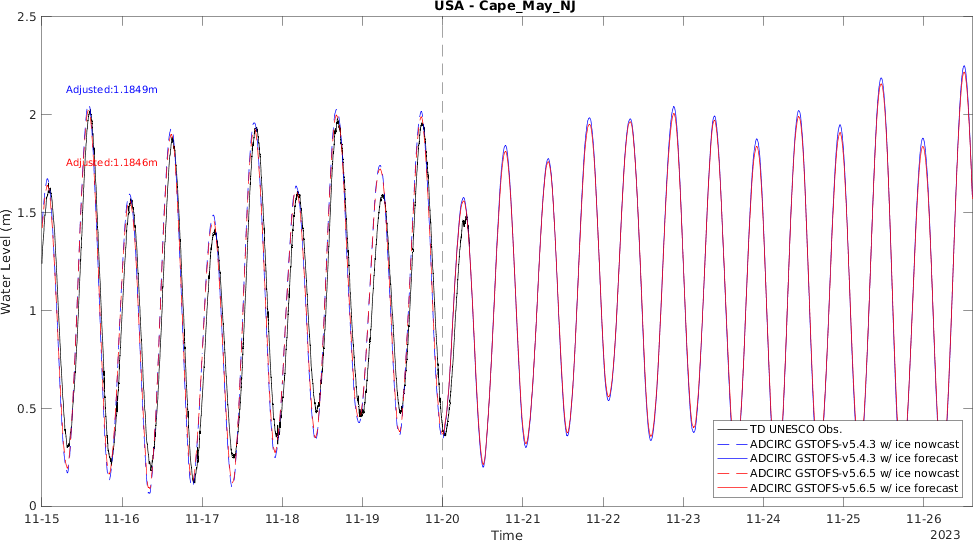 USA - Cape_May_NJ
2.5
Adjusted:1.1849m
2
Adjusted:1.1846m
1.5
Water Level (m)
1
0.5
TD UNESCO Obs.
ADCIRC GSTOFS-v5.4.3 w/ ice nowcast
ADCIRC GSTOFS-v5.4.3 w/ ice forecast
ADCIRC GSTOFS-v5.6.5 w/ ice nowcast
ADCIRC GSTOFS-v5.6.5 w/ ice forecast
0
11-15 11-16 11-17 11-18 11-19 11-20 11-21 11-22 11-23 11-24 11-25 11-26
Time
2023